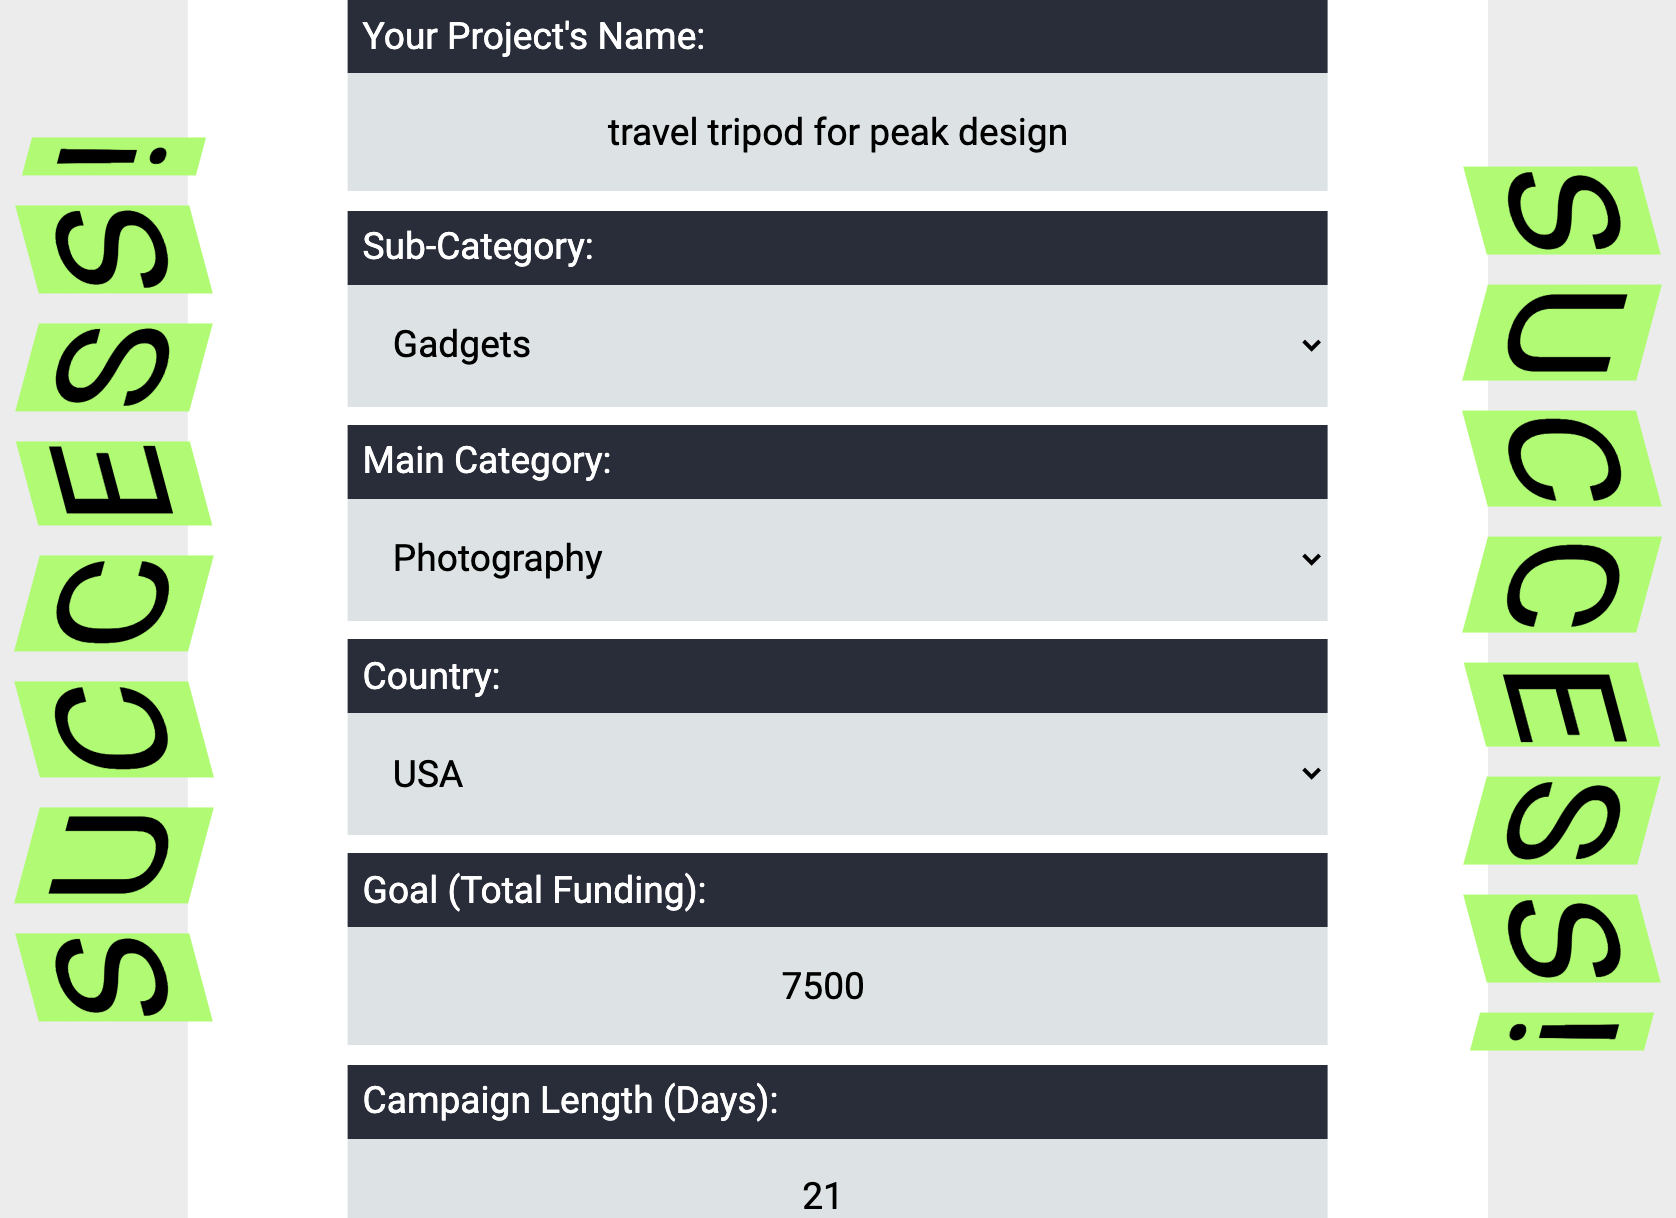 Your Project's Name:
travel tripod for peak design
Sub-Category:
Gadgets
Main Category:
Photography
Country:
USA
Goal (Total Funding):
7500
Campaign Length (Days):
21
SUCCESS!
SUCCESS!